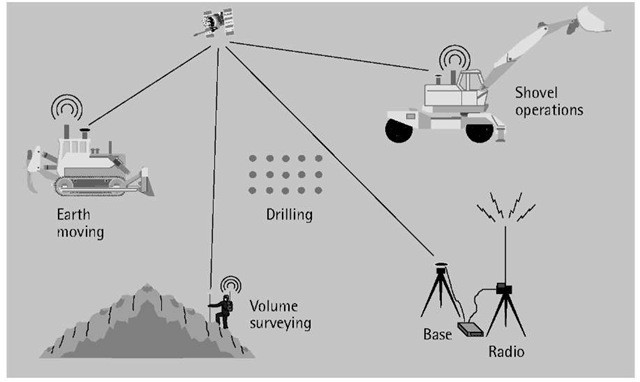 Shovel
operations
Earth
moving
Drilling
Volume
surveying
Base
Radio